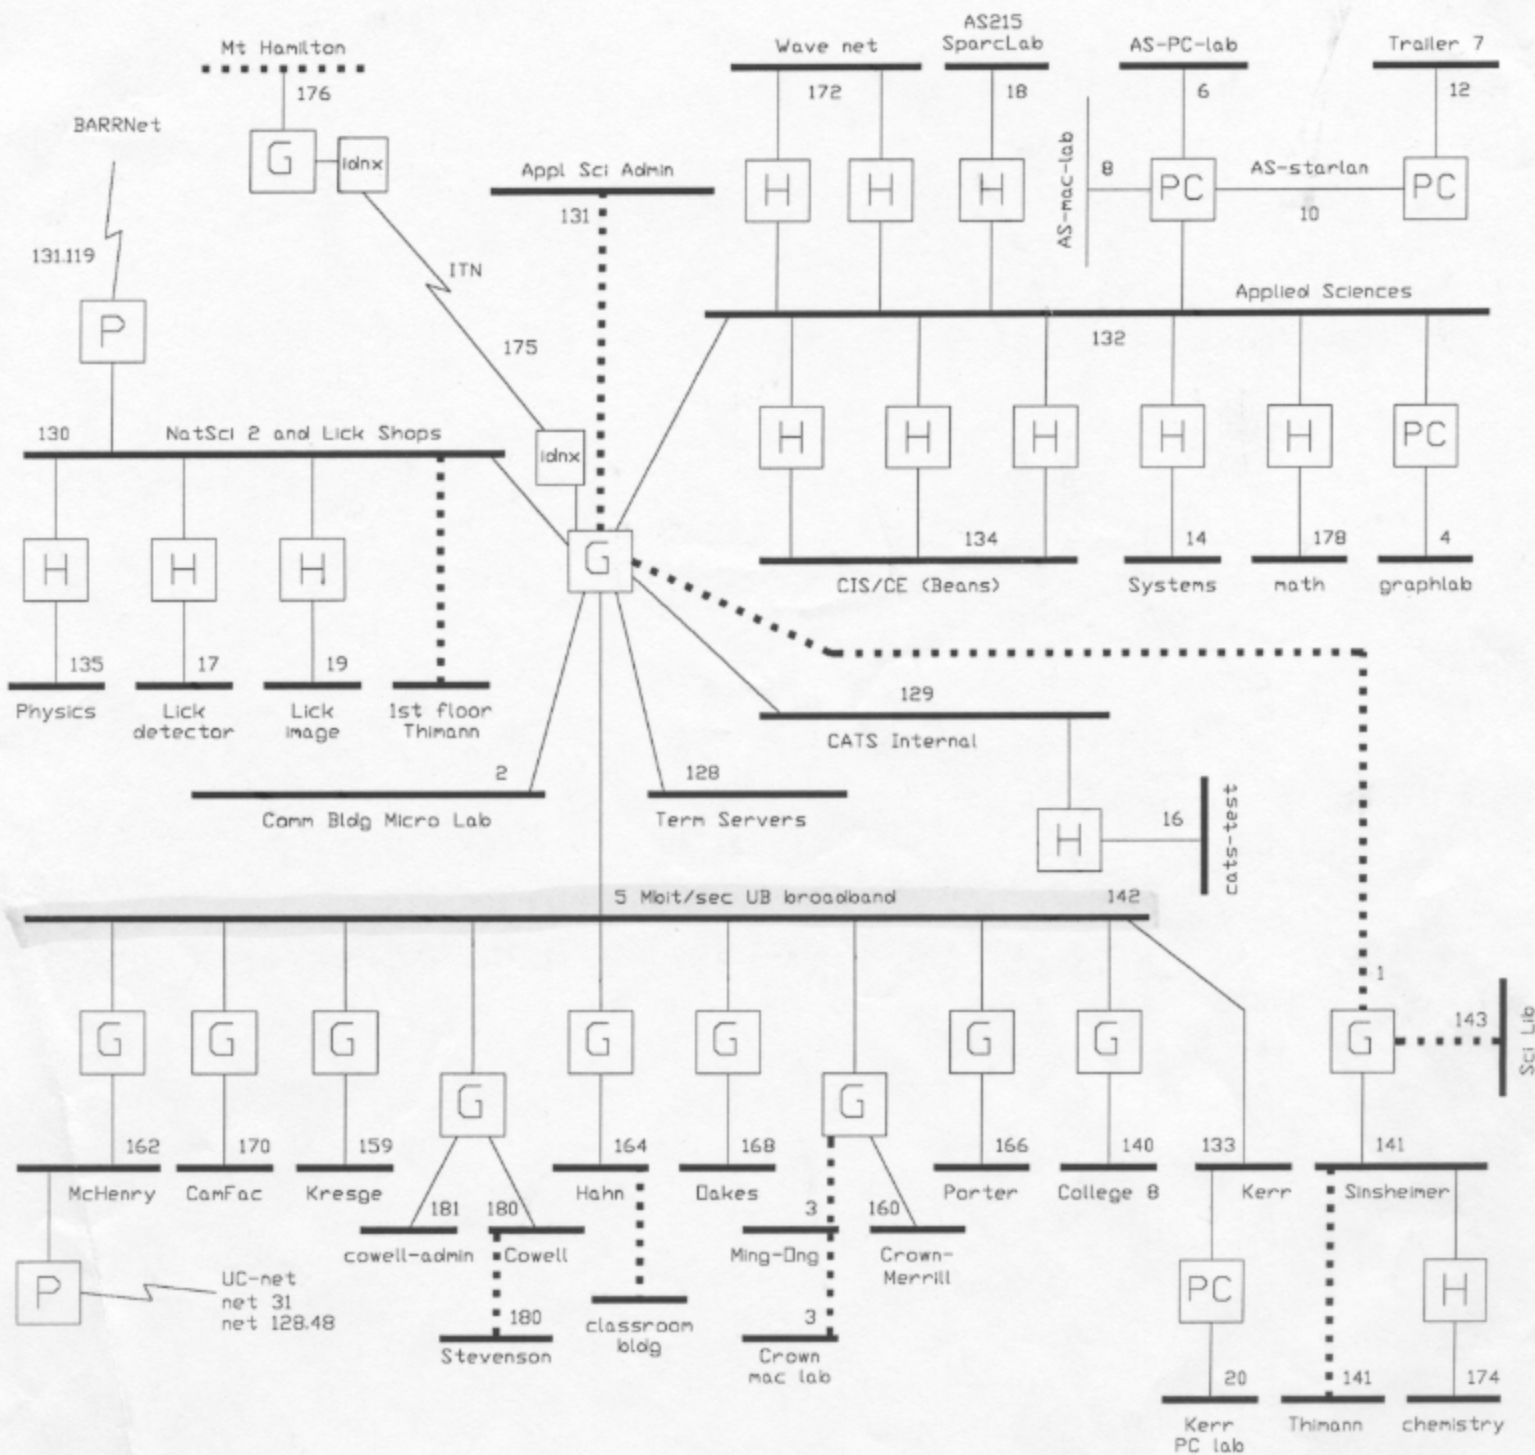 Mt Hamilton
176
BARRNet
G
idnx
131.119
P
ITN
175
Appl Sci Admin
131
Wave net
172
AS215
SparcLab
18
AS-PC-lab
6
Trailer 7
12
H
H
H
AS-mac-lab
8
PC
AS-starlan
10
PC
Applied Sciences
132
130
NatSci 2 and Lick Shops
idnx
G
H
H
H
H
H
PC
134
CIS/CE (Beans)
14
Systems
178
math
4
graphlab
H
H
H
135
Physics
17
Lick
detector
19
Lick
image
1st floor
Thimann
129
CATS Internal
2
Comm Bldg Micro Lab
128
Term Servers
H
16
cats-test
5 Mbit/sec UB broadband
142
1
G
143
Sci Lib
G
G
G
G
G
G
G
G
G
162
McHenry
170
CamFac
159
Kresge
181
cowell-admin
180
Cowell
164
Hahn
168
Oakes
3
Ming-Ong
160
Crown-
Merrill
166
Porter
140
College 8
133
Kerr
141
Sinsheimer
P
UC-net
net 31
net 128.48
180
Stevenson
classroom
bldg
3
Crown
mac lab
PC
20
Kerr
PC lab
141
Thimann
H
174
chemistry